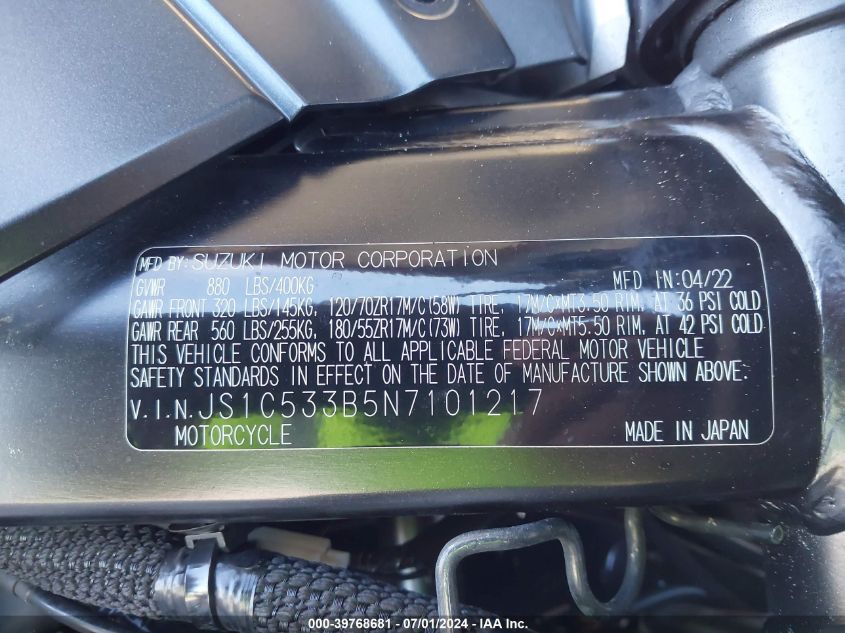 MFD BY: SUZUKI MOTOR CORPORATION
GVWR 880 LBS/400KG MFD IN:04/22
GAWR FRONT 320 LBS/145KG, 120/70ZR17M/C(58W) TIRE, 17M/C×MT3.50 RIM, AT 36 PSI COLD
GAWR REAR 560 LBS/255KG, 180/55ZR17M/C(73W) TIRE, 17M/C×MT5.50 RIM, AT 42 PSI COLD
THIS VEHICLE CONFORMS TO ALL APPLICABLE FEDERAL MOTOR VEHICLE
SAFETY STANDARDS IN EFFECT ON THE DATE OF MANUFACTURE SHOWN ABOVE.
V.I.N.JS1C533B5N7101217
MOTORCYCLE MADE IN JAPAN
000-39768681 - 07/01/2024 - IAA Inc.